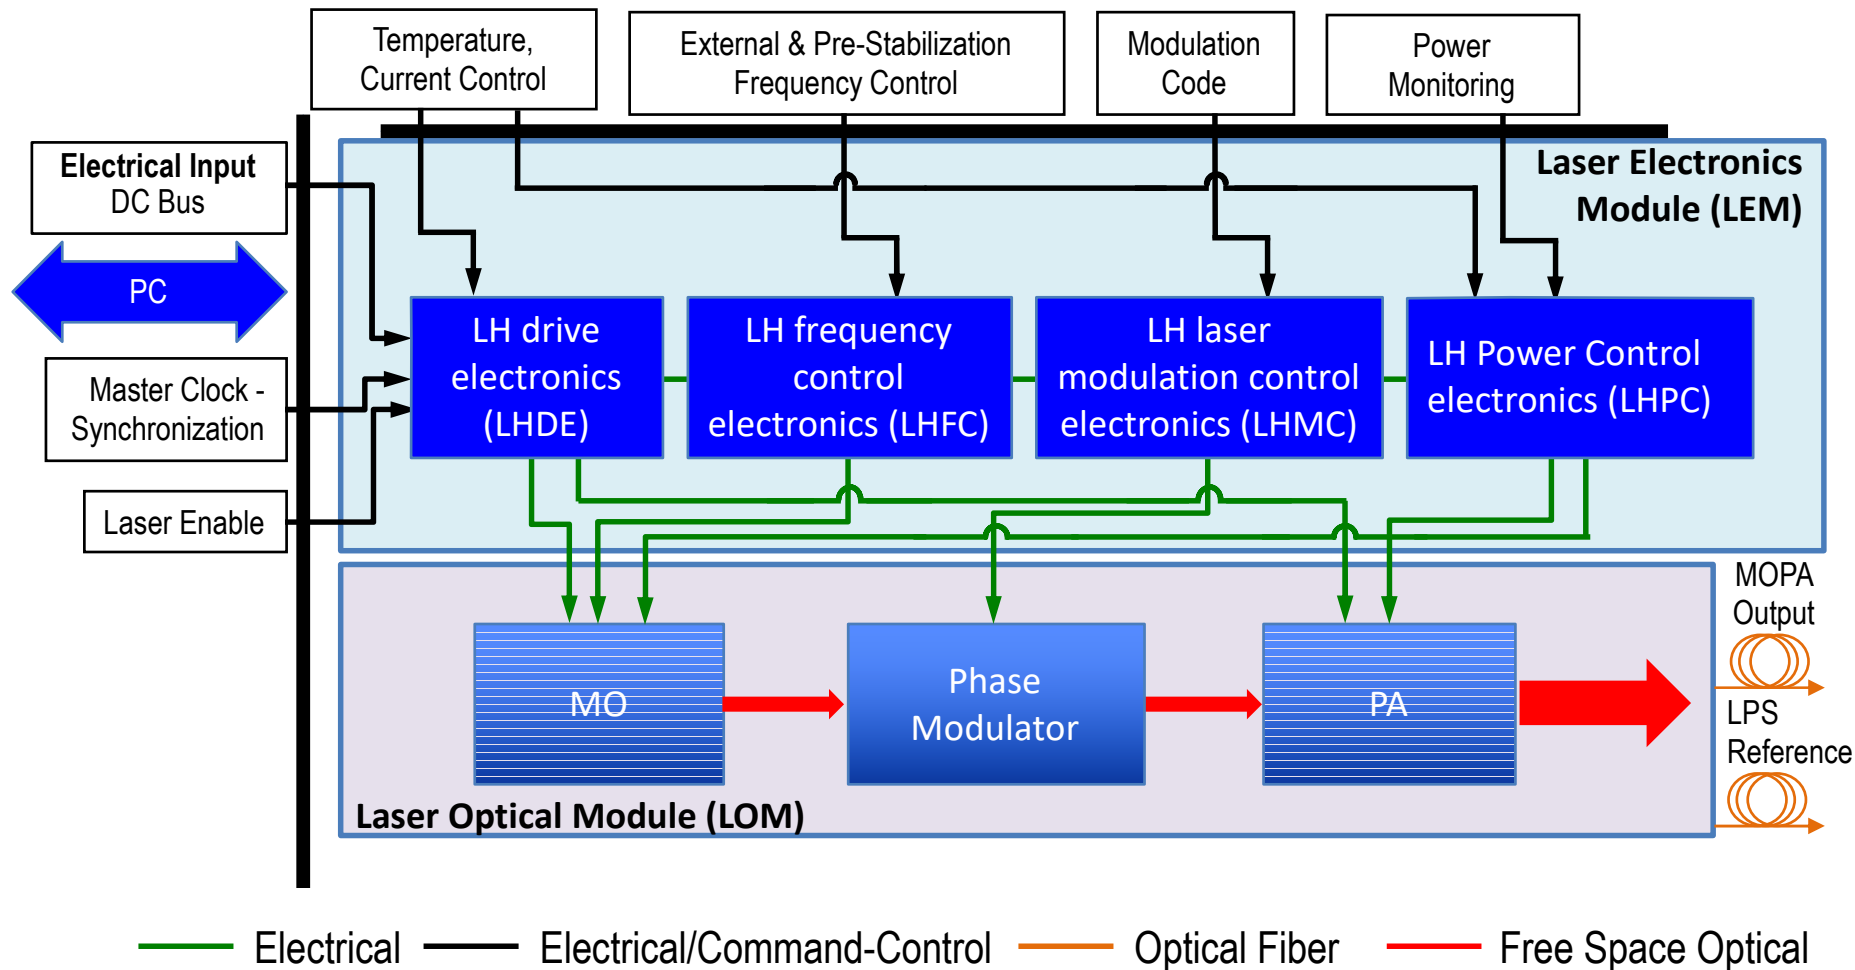 Temperature,
Current Control
External & Pre-Stabilization
Frequency Control
Modulation
Code
Power
Monitoring
Electrical Input
DC Bus
PC
Master Clock -
Synchronization
Laser Enable
Laser Electronics
Module (LEM)
LH drive
electronics
(LHDE)
LH frequency
control
electronics (LHFC)
LH laser
modulation control
electronics (LHMC)
LH Power Control
electronics (LHPC)
MO
Phase
Modulator
PA
Laser Optical Module (LOM)
MOPA
Output
LPS
Reference
Electrical
Electrical/Command-Control
Optical Fiber
Free Space Optical